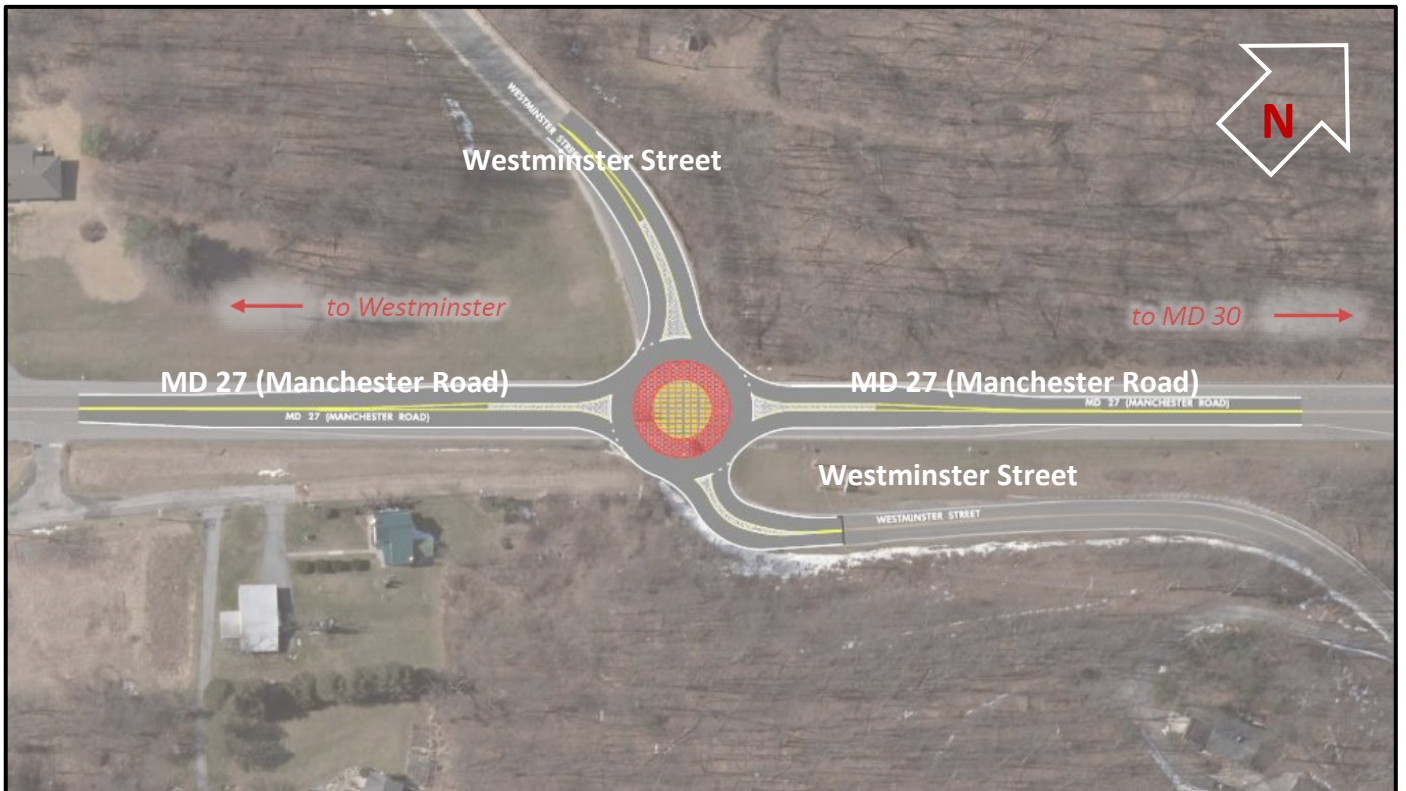 N
WESTMINSTER STREET
Westminster Street
to Westminster
to MD 30
MD 27 (Manchester Road)
MD 27 (Manchester Road)
MD 27 (MANCHESTER ROAD)
MD 27 (MANCHESTER ROAD)
Westminster Street
WESTMINSTER STREET